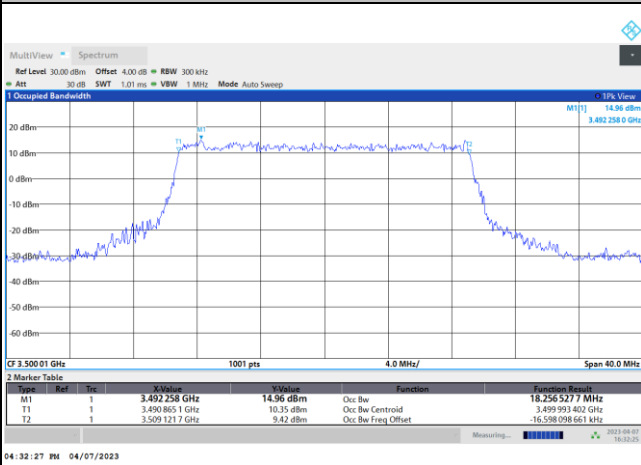 MultiView Spectrum
Ref Level 30.00 dBm Offset 4.00 dB RBW 300 kHz
Att 30 dB SWT 1.01 ms VBW 1 MHz Mode Auto Sweep
1 Occupied Bandwidth 1Pk View
M1[1] 14.96 dBm
3.492 258 0 GHz
20 dBm
T1 M1 T2
10 dBm
0 dBm
-10 dBm
-20 dBm
-30 dBm
-40 dBm
-50 dBm
-60 dBm
CF 3.500 01 GHz 1001 pts 4.0 MHz/ Span 40.0 MHz
2 Marker Table
Type Ref Trc X-Value Y-Value Function Function Result
M1 1 3.492 258 GHz 14.96 dBm Occ Bw 18.256 527 7 MHz
T1 1 3.490 865 1 GHz 10.35 dBm Occ Bw Centroid 3.499 993 402 GHz
T2 1 3.509 121 7 GHz 9.42 dBm Occ Bw Freq Offset -16.598 098 661 kHz
Measuring... 2023-04-07
16:32:25
04:32:27 PM 04/07/2023